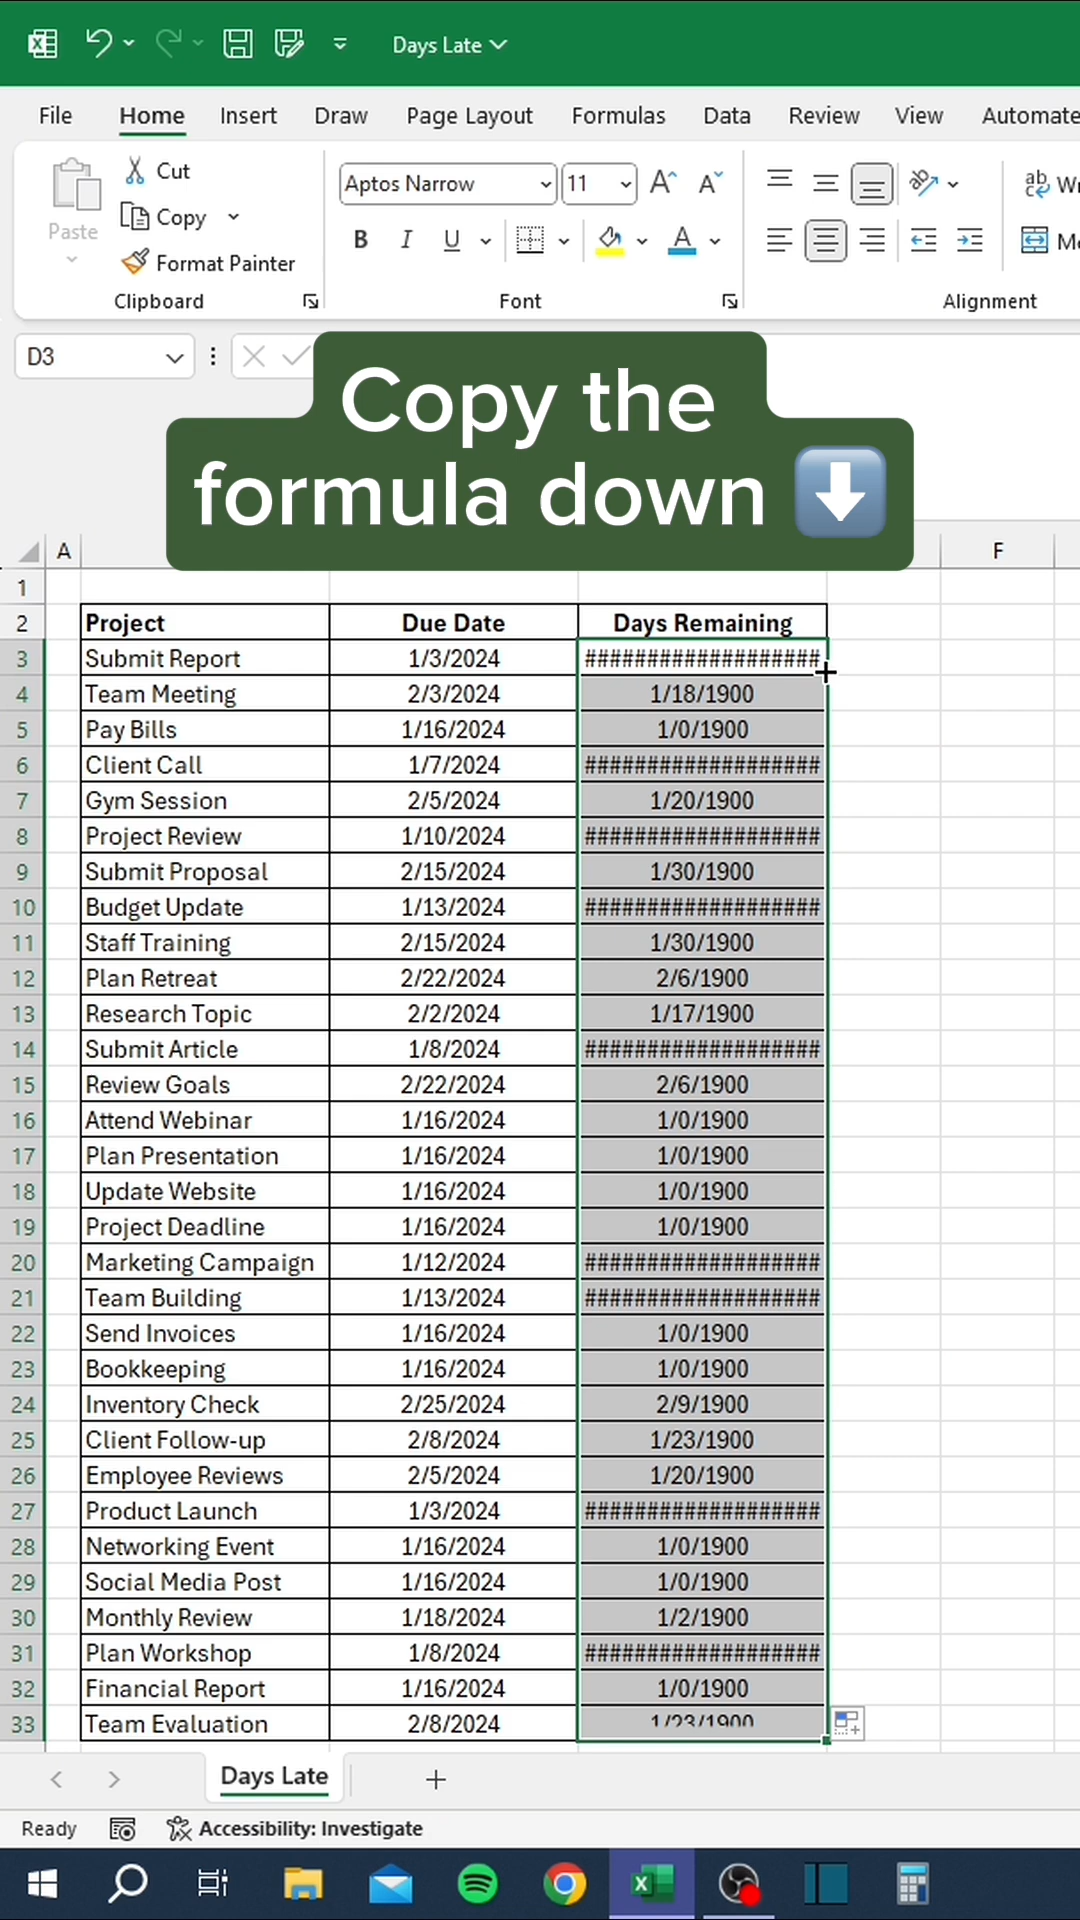 Days Late
File Home Insert Draw Page Layout Formulas Data Review View Automate
Paste
Cut
Copy
Format Painter
Clipboard
Aptos Narrow 11
B I U A
Font
Alignment
D3
Copy the
formula down ⬇️
A F
1
2 Project Due Date Days Remaining
3 Submit Report 1/3/2024 ###################
4 Team Meeting 2/3/2024 1/18/1900
5 Pay Bills 1/16/2024 1/0/1900
6 Client Call 1/7/2024 ###################
7 Gym Session 2/5/2024 1/20/1900
8 Project Review 1/10/2024 ###################
9 Submit Proposal 2/15/2024 1/30/1900
10 Budget Update 1/13/2024 ###################
11 Staff Training 2/15/2024 1/30/1900
12 Plan Retreat 2/22/2024 2/6/1900
13 Research Topic 2/2/2024 1/17/1900
14 Submit Article 1/8/2024 ###################
15 Review Goals 2/22/2024 2/6/1900
16 Attend Webinar 1/16/2024 1/0/1900
17 Plan Presentation 1/16/2024 1/0/1900
18 Update Website 1/16/2024 1/0/1900
19 Project Deadline 1/16/2024 1/0/1900
20 Marketing Campaign 1/12/2024 ###################
21 Team Building 1/13/2024 ###################
22 Send Invoices 1/16/2024 1/0/1900
23 Bookkeeping 1/16/2024 1/0/1900
24 Inventory Check 2/25/2024 2/9/1900
25 Client Follow-up 2/8/2024 1/23/1900
26 Employee Reviews 2/5/2024 1/20/1900
27 Product Launch 1/3/2024 ###################
28 Networking Event 1/16/2024 1/0/1900
29 Social Media Post 1/16/2024 1/0/1900
30 Monthly Review 1/18/2024 1/2/1900
31 Plan Workshop 1/8/2024 ###################
32 Financial Report 1/16/2024 1/0/1900
33 Team Evaluation 2/8/2024 1/23/1900
Days Late
Ready Accessibility: Investigate